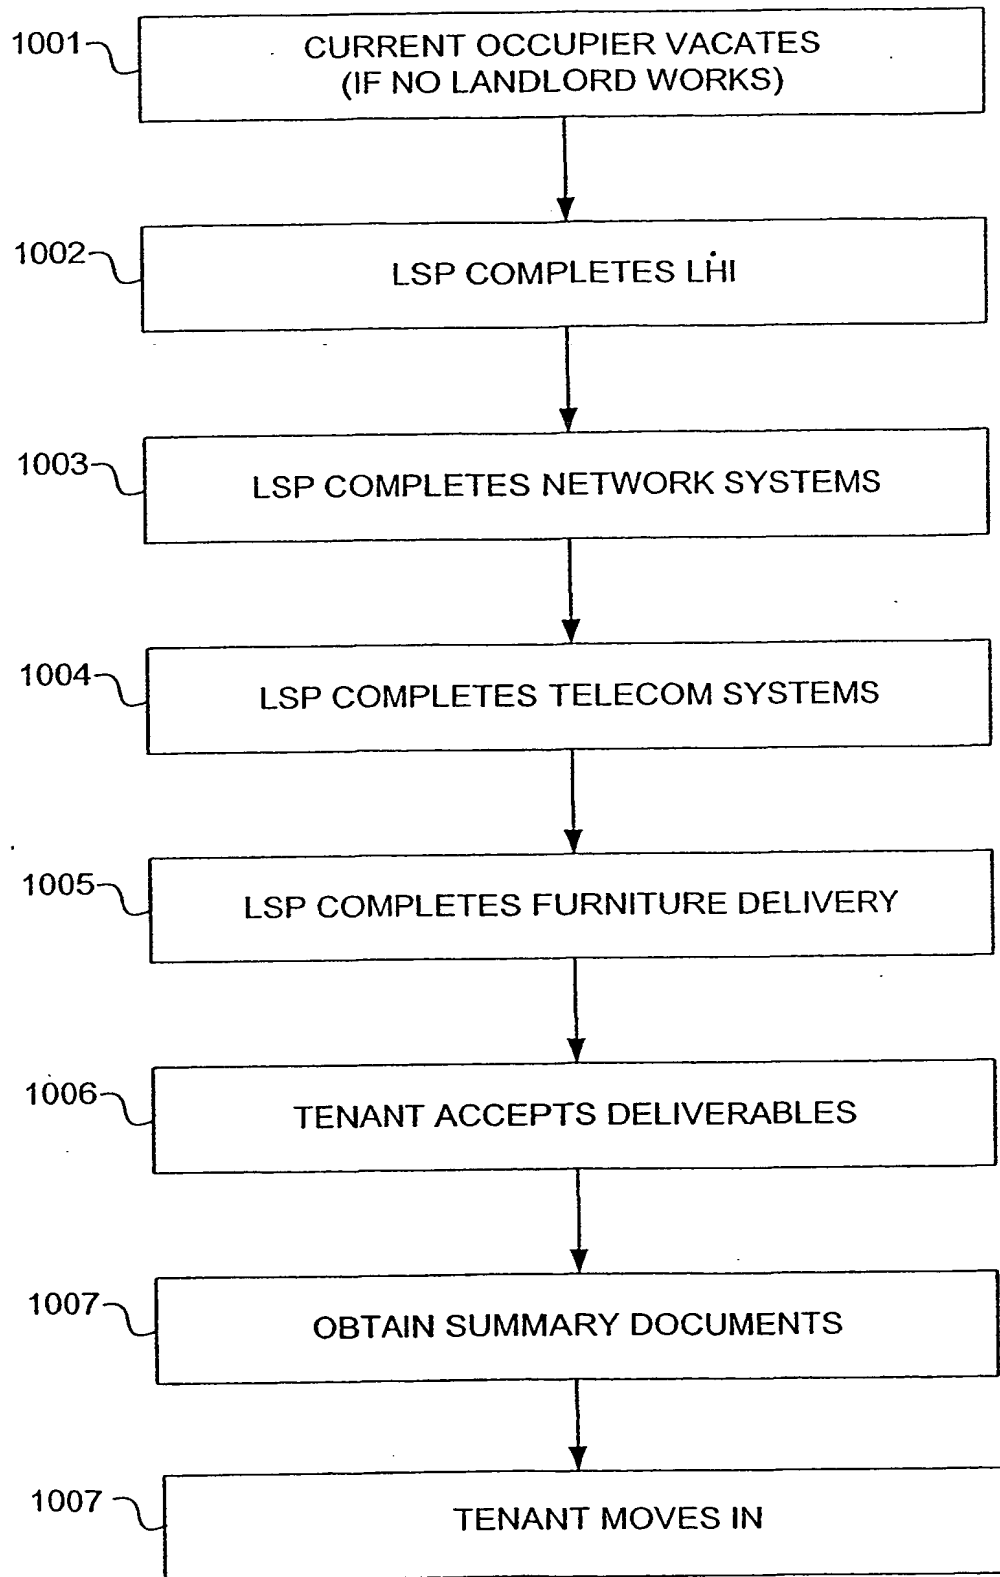 1001
CURRENT OCCUPIER VACATES
(IF NO LANDLORD WORKS)
1002
LSP COMPLETES LHI
1003
LSP COMPLETES NETWORK SYSTEMS
1004
LSP COMPLETES TELECOM SYSTEMS
1005
LSP COMPLETES FURNITURE DELIVERY
1006
TENANT ACCEPTS DELIVERABLES
1007
OBTAIN SUMMARY DOCUMENTS
1007
TENANT MOVES IN